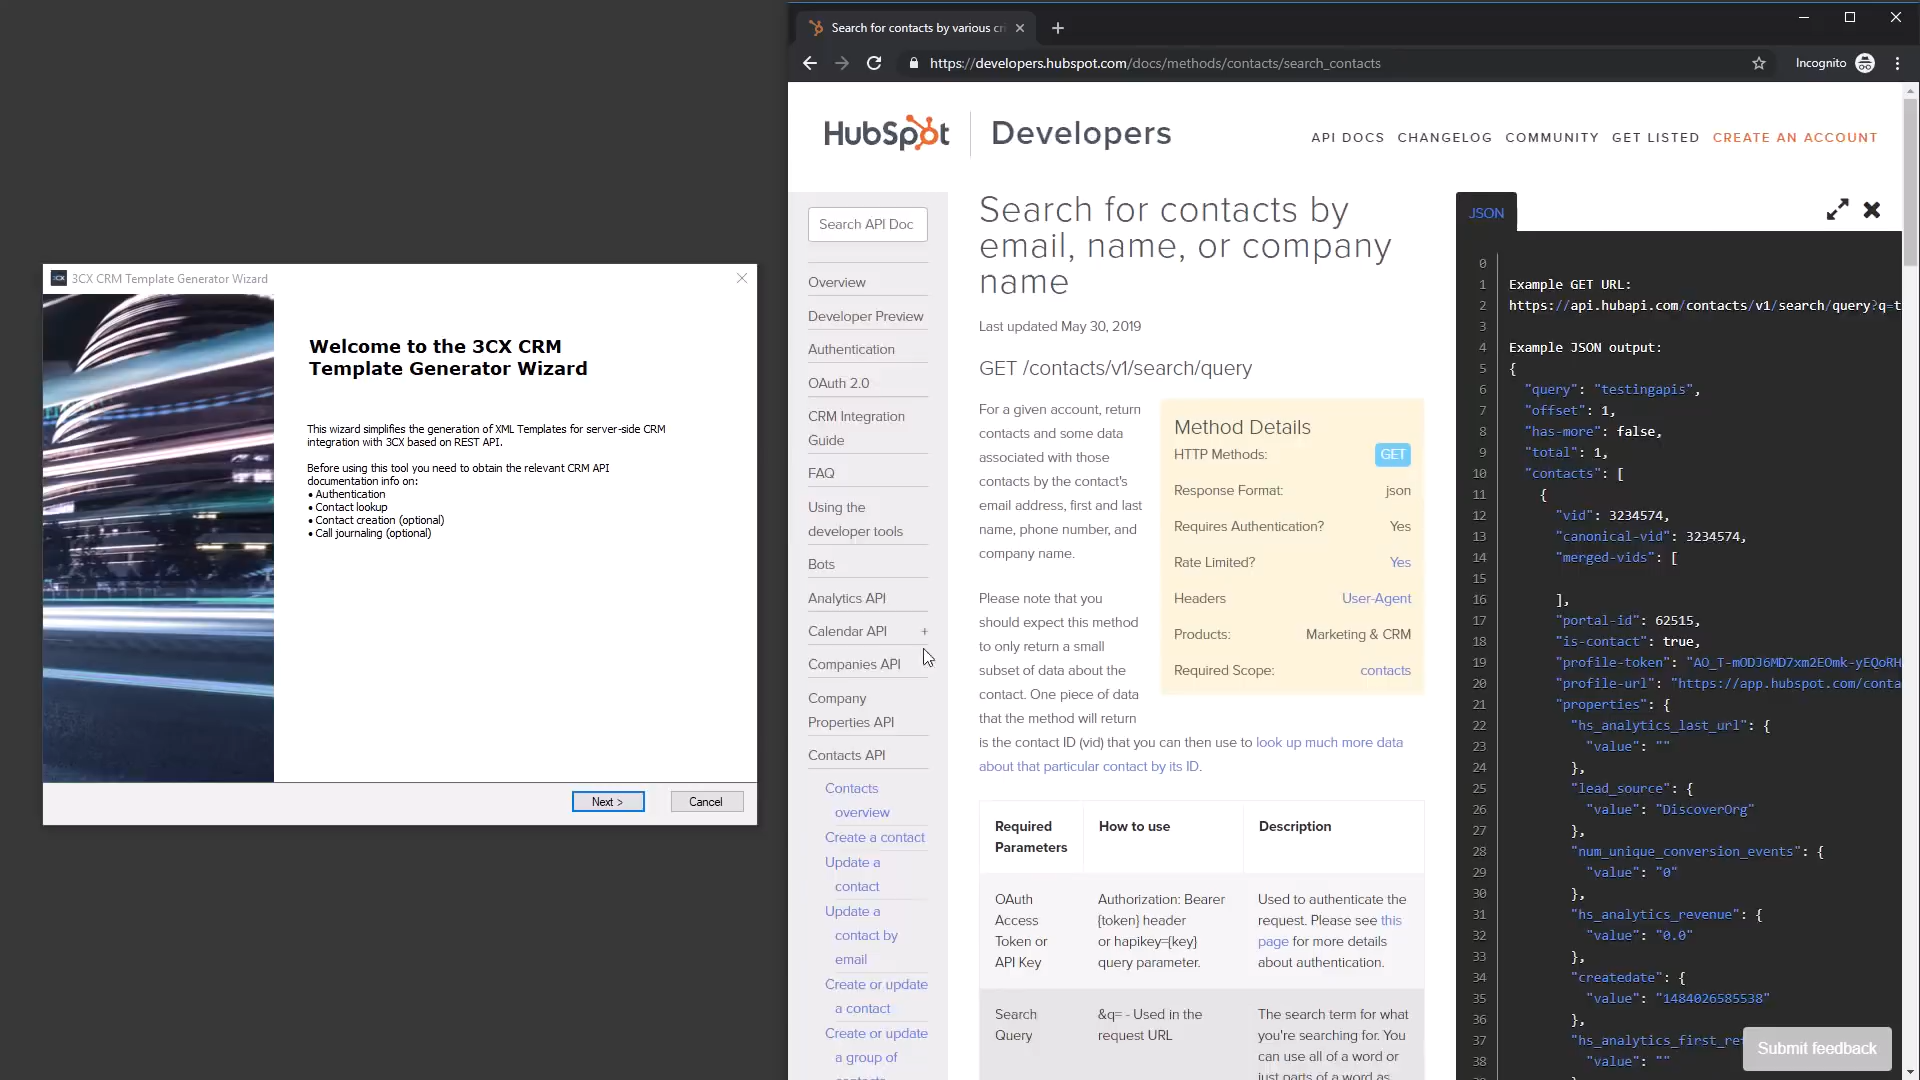 3CX CRM Template Generator Wizard
Welcome to the 3CX CRM
Template Generator Wizard
This wizard simplifies the generation of XML Templates for server-side CRM
integration with 3CX based on REST API.
Before using this tool you need to obtain the relevant CRM API
documentation info on:
• Authentication
• Contact lookup
• Contact creation (optional)
• Call journaling (optional)
Next >
Cancel
Search for contacts by various cri
Incognito
https://developers.hubspot.com/docs/methods/contacts/search_contacts
HubSpot
Developers
API DOCS
CHANGELOG
COMMUNITY
GET LISTED
CREATE AN ACCOUNT
Search API Doc
Overview
Developer Preview
Authentication
OAuth 2.0
CRM Integration
Guide
FAQ
Using the
developer tools
Bots
Analytics API
Calendar API +
Companies API
Company
Properties API
Contacts API
Contacts
overview
Create a contact
Update a
contact
Update a
contact by
email
Create or update
a contact
Create or update
a group of
contacts
Search for contacts by
email, name, or company
name
Last updated May 30, 2019
GET /contacts/v1/search/query
For a given account, return
contacts and some data
associated with those
contacts by the contact's
email address, first and last
name, phone number, and
company name.
Please note that you
should expect this method
to only return a small
subset of data about the
contact. One piece of data
that the method will return
is the contact ID (vid) that you can then use to look up much more data
about that particular contact by its ID.
Method Details
HTTP Methods: GET
Response Format: json
Requires Authentication? Yes
Rate Limited? Yes
Headers User-Agent
Products: Marketing & CRM
Required Scope: contacts
Required
Parameters
How to use
Description
OAuth
Access
Token or
API Key
Authorization: Bearer
{token} header
or hapikey={key}
query parameter.
Used to authenticate the
request. Please see this
page for more details
about authentication.
Search
Query
&q= - Used in the
request URL
The search term for what
you're searching for. You
can use all of a word or
just parts of a word as
JSON
0
1 Example GET URL:
2 https://api.hubapi.com/contacts/v1/search/query?q=t
3
4 Example JSON output:
5 {
6 "query": "testingapis",
7 "offset": 1,
8 "has-more": false,
9 "total": 1,
10 "contacts": [
11 {
12 "vid": 3234574,
13 "canonical-vid": 3234574,
14 "merged-vids": [
15
16 ],
17 "portal-id": 62515,
18 "is-contact": true,
19 "profile-token": "AO_T-mODJ6MD7xm2EOmk-yEQoRH
20 "profile-url": "https://app.hubspot.com/conta
21 "properties": {
22 "hs_analytics_last_url": {
23 "value": ""
24 },
25 "lead_source": {
26 "value": "DiscoverOrg"
27 },
28 "num_unique_conversion_events": {
29 "value": "0"
30 },
31 "hs_analytics_revenue": {
32 "value": "0.0"
33 },
34 "createdate": {
35 "value": "1484026585538"
36 },
37 "hs_analytics_first_re
38 "value": ""
Submit feedback